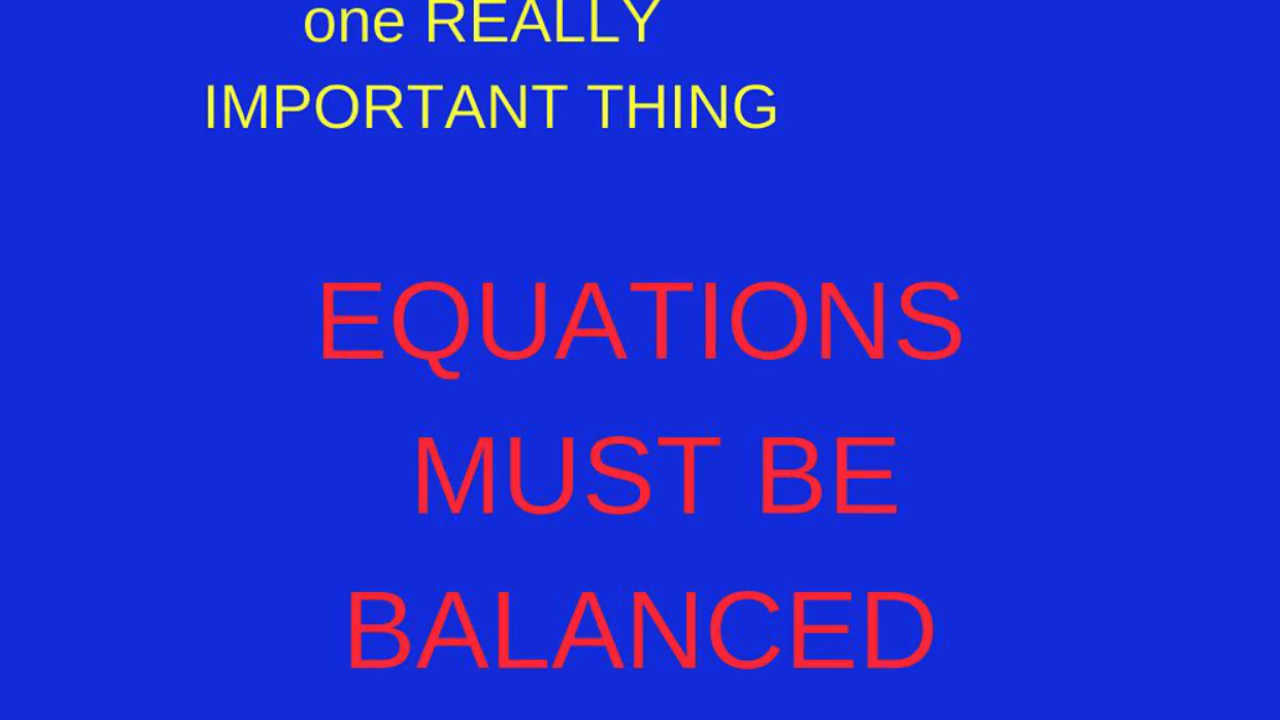 one REALLY
IMPORTANT THING
EQUATIONS
MUST BE
BALANCED